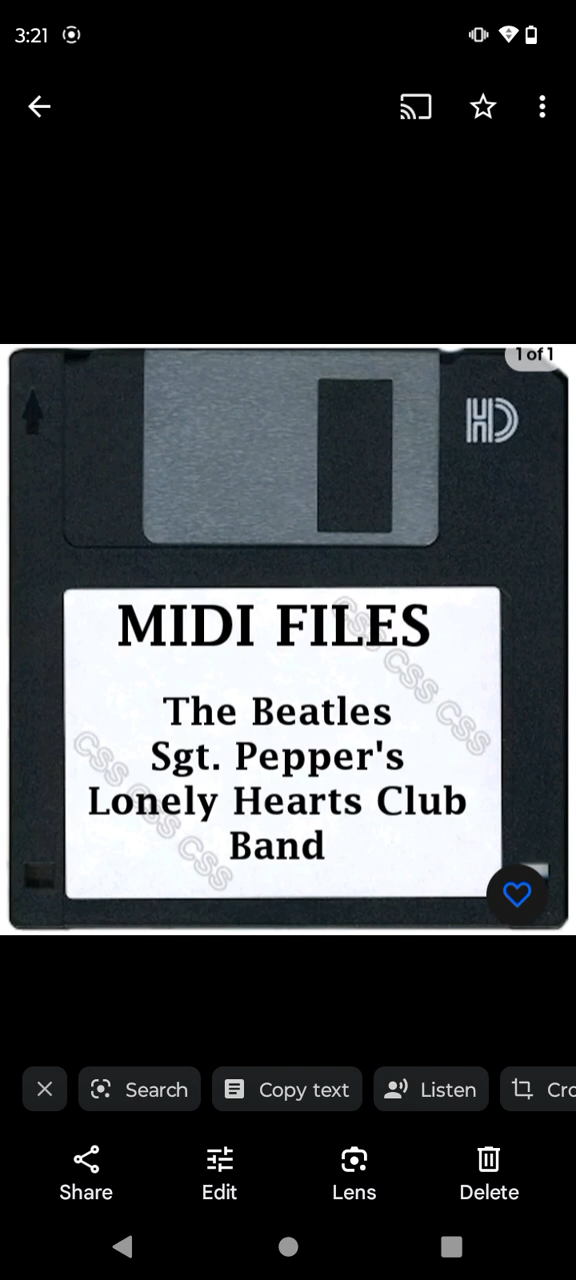 3:21
1 of 1
HD
MIDI FILES
The Beatles
Sgt. Pepper's
Lonely Hearts Club
Band
CSS CSS CSS
CSS CSS CSS
Search
Copy text
Listen
Cro
Share
Edit
Lens
Delete